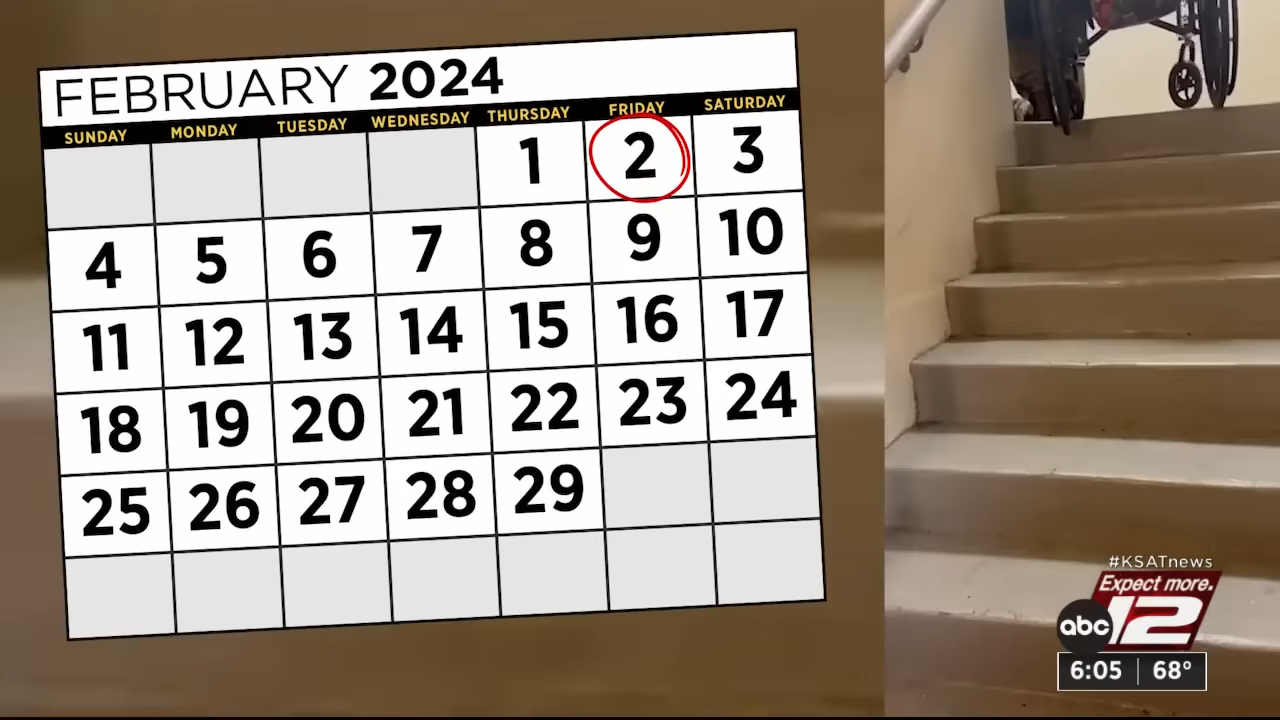 FEBRUARY 2024
SUNDAY MONDAY TUESDAY WEDNESDAY THURSDAY FRIDAY SATURDAY
1 2 3
4 5 6 7 8 9 10
11 12 13 14 15 16 17
18 19 20 21 22 23 24
25 26 27 28 29
#KSATnews
Expect more.
abc 12
6:05 68°